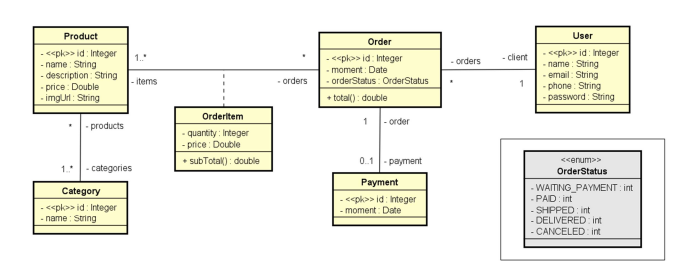 Product
- <<pk>> id : Integer
- name : String
- description : String
- price : Double
- imgUrl : String
1..*
*
- items
- orders
Order
- <<pk>> id : Integer
- moment : Date
- orderStatus : OrderStatus
+ total() : double
- orders
- client
*
1
User
- <<pk>> id : Integer
- name : String
- email : String
- phone : String
- password : String
OrderItem
- quantity : Integer
- price : Double
+ subTotal() : double
* - products
1..* - categories
1 - order
0..1 - payment
Category
- <<pk>> id : Integer
- name : String
Payment
- <<pk>> id : Integer
- moment : Date
<<enum>>
OrderStatus
- WAITING_PAYMENT : int
- PAID : int
- SHIPPED : int
- DELIVERED : int
- CANCELED : int